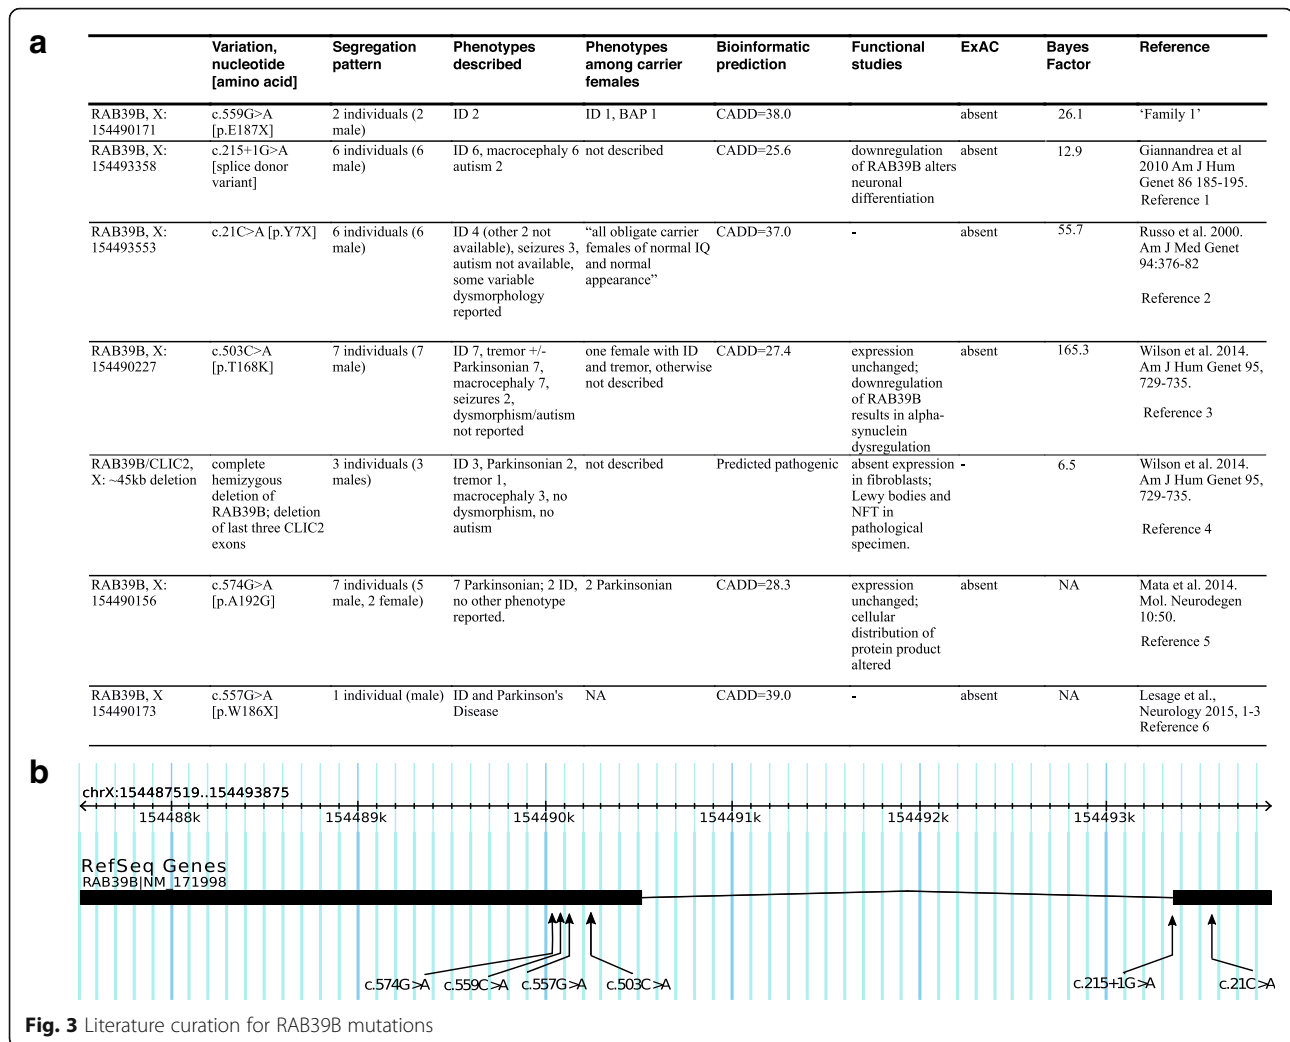 a
Variation, nucleotide [amino acid] Segregation pattern Phenotypes described Phenotypes among carrier females Bioinformatic prediction Functional studies ExAC Bayes Factor Reference
RAB39B, X: 154490171 c.559G>A [p.E187X] 2 individuals (2 male) ID 2 ID 1, BAP 1 CADD=38.0 absent 26.1 ‘Family 1’
RAB39B, X: 154493358 c.215+1G>A [splice donor variant] 6 individuals (6 male) ID 6, macrocephaly 6 autism 2 not described CADD=25.6 downregulation of RAB39B alters neuronal differentiation absent 12.9 Giannandrea et al 2010 Am J Hum Genet 86 185-195. Reference 1
RAB39B, X: 154493553 c.21C>A [p.Y7X] 6 individuals (6 male) ID 4 (other 2 not available), seizures 3, autism not available, some variable dysmorphology reported “all obligate carrier females of normal IQ and normal appearance” CADD=37.0 - absent 55.7 Russo et al. 2000. Am J Med Genet 94:376-82 Reference 2
RAB39B, X: 154490227 c.503C>A [p.T168K] 7 individuals (7 male) ID 7, tremor +/- Parkinsonian 7, macrocephaly 7, seizures 2, dysmorphism/autism not reported one female with ID and tremor, otherwise not described CADD=27.4 expression unchanged; downregulation of RAB39B results in alpha-synuclein dysregulation absent 165.3 Wilson et al. 2014. Am J Hum Genet 95, 729-735. Reference 3
RAB39B/CLIC2, X: ~45kb deletion complete hemizygous deletion of RAB39B; deletion of last three CLIC2 exons 3 individuals (3 males) ID 3, Parkinsonian 2, tremor 1, macrocephaly 3, no dysmorphism, no autism not described Predicted pathogenic absent expression in fibroblasts; Lewy bodies and NFT in pathological specimen. - 6.5 Wilson et al. 2014. Am J Hum Genet 95, 729-735. Reference 4
RAB39B, X: 154490156 c.574G>A [p.A192G] 7 individuals (5 male, 2 female) 7 Parkinsonian; 2 ID, no other phenotype reported. 2 Parkinsonian CADD=28.3 expression unchanged; cellular distribution of protein product altered absent NA Mata et al. 2014. Mol. Neurodegen 10:50. Reference 5
RAB39B, X 154490173 c.557G>A [p.W186X] 1 individual (male) ID and Parkinson's Disease NA CADD=39.0 - absent NA Lesage et al., Neurology 2015, 1-3 Reference 6
b
chrX:154487519..154493875
154488k 154489k 154490k 154491k 154492k 154493k
RefSeq Genes
RAB39B|NM_171998
c.574G>A c.559C>A c.557G>A c.503C>A c.215+1G>A c.21C>A
Fig. 3 Literature curation for RAB39B mutations